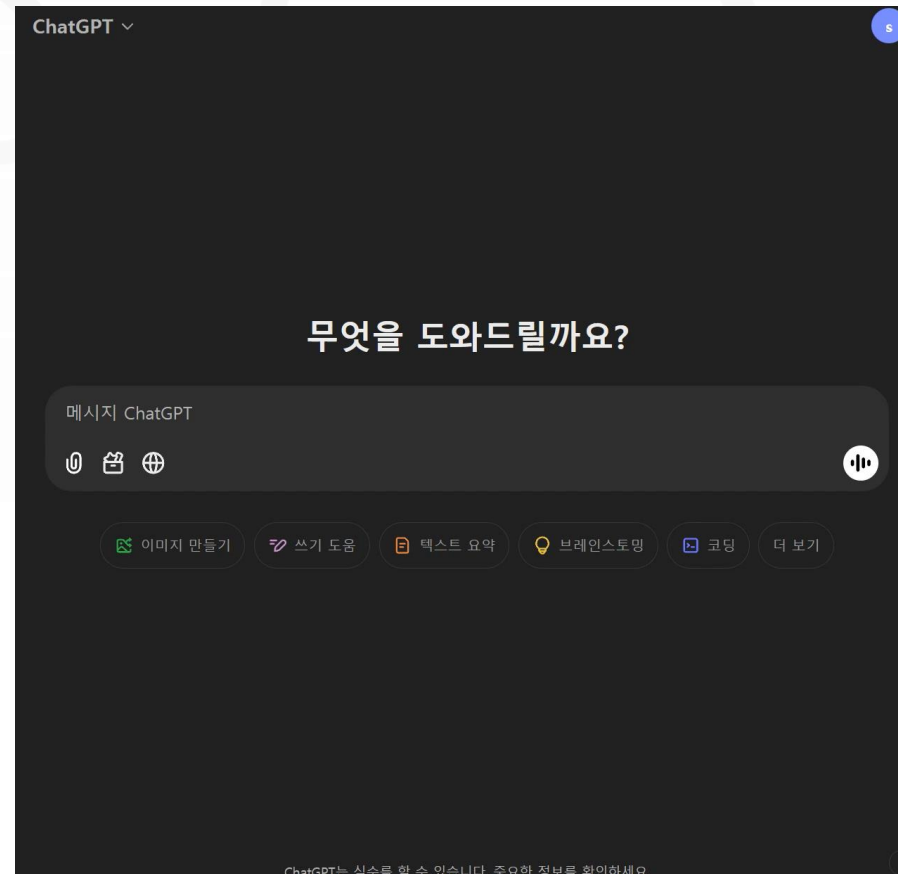 ChatGPT
s
무엇을 도와드릴까요?
메시지 ChatGPT
이미지 만들기 쓰기 도움 텍스트 요약 브레인스토밍 코딩 더 보기
ChatGPT는 실수를 할 수 있습니다. 중요한 정보를 확인하세요.